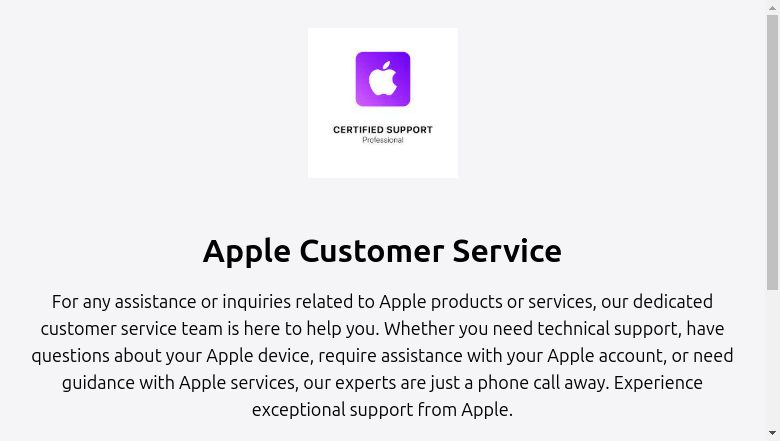 CERTIFIED SUPPORT
Professional
Apple Customer Service
For any assistance or inquiries related to Apple products or services, our dedicated
customer service team is here to help you. Whether you need technical support, have
questions about your Apple device, require assistance with your Apple account, or need
guidance with Apple services, our experts are just a phone call away. Experience
exceptional support from Apple.